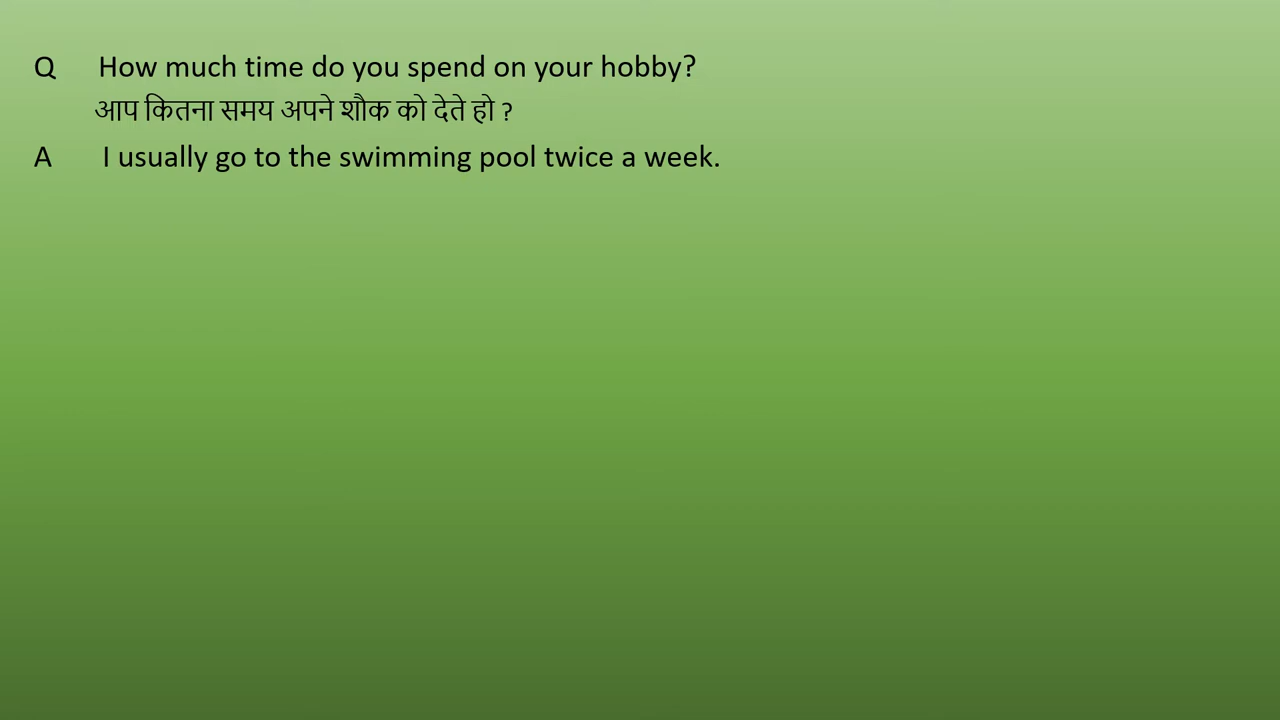 Q How much time do you spend on your hobby?
आप कितना समय अपने शौक को देते हो ?
A I usually go to the swimming pool twice a week.